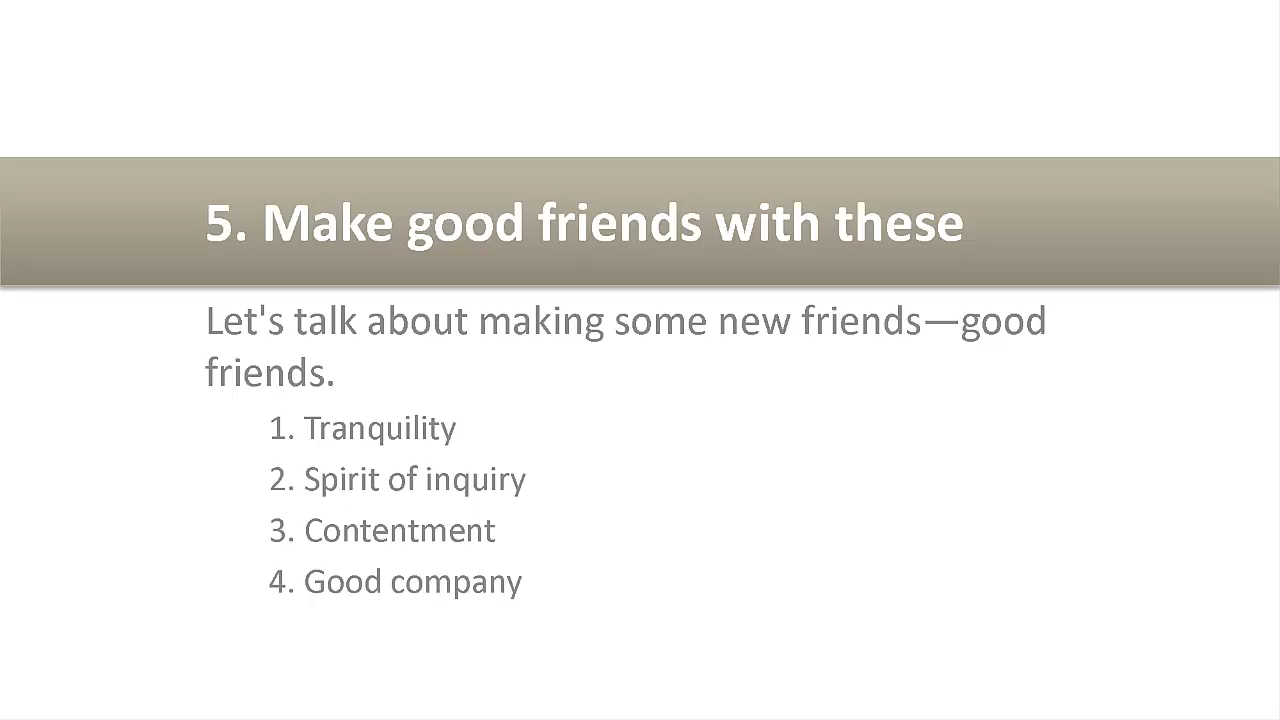 5. Make good friends with these
Let's talk about making some new friends—good
friends.
1. Tranquility
2. Spirit of inquiry
3. Contentment
4. Good company